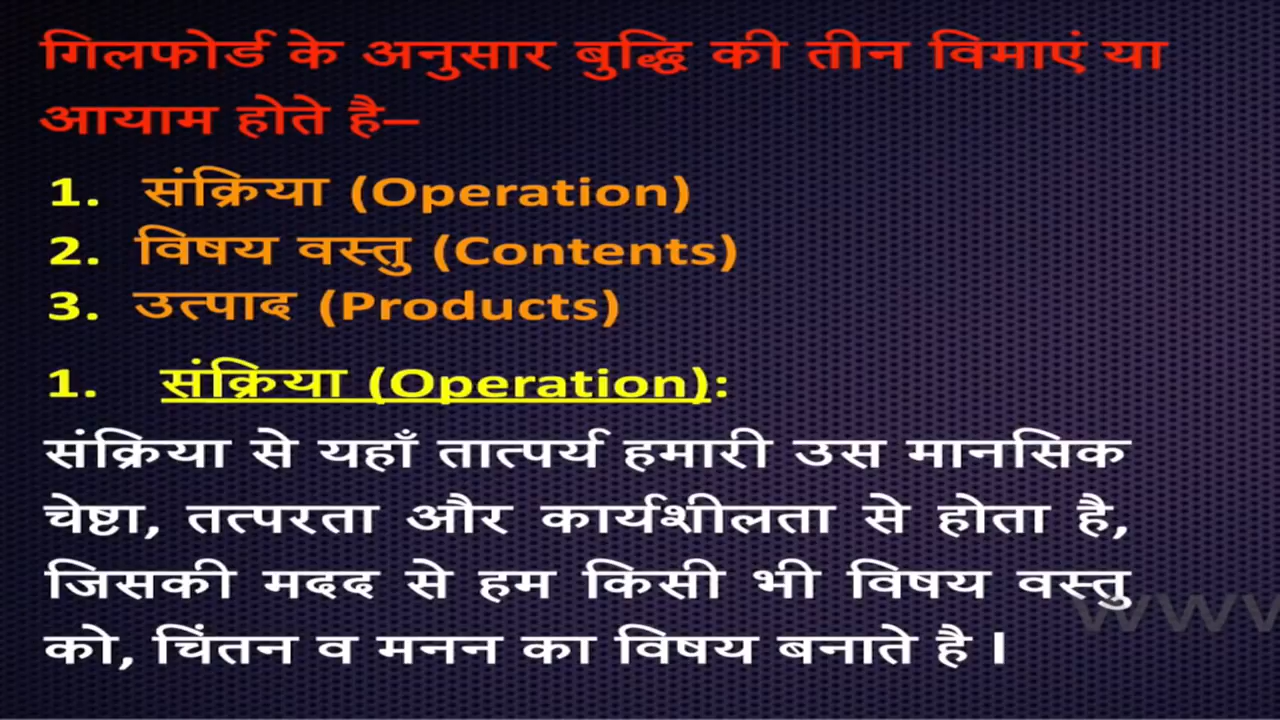 गिलफोर्ड के अनुसार बुद्धि की तीन विमाएं या
आयाम होते है–
1. संक्रिया (Operation)
2. विषय वस्तु (Contents)
3. उत्पाद (Products)
1. संक्रिया (Operation):
संक्रिया से यहाँ तात्पर्य हमारी उस मानसिक
चेष्टा, तत्परता और कार्यशीलता से होता है,
जिसकी मदद से हम किसी भी विषय वस्तु
को, चिंतन व मनन का विषय बनाते है।